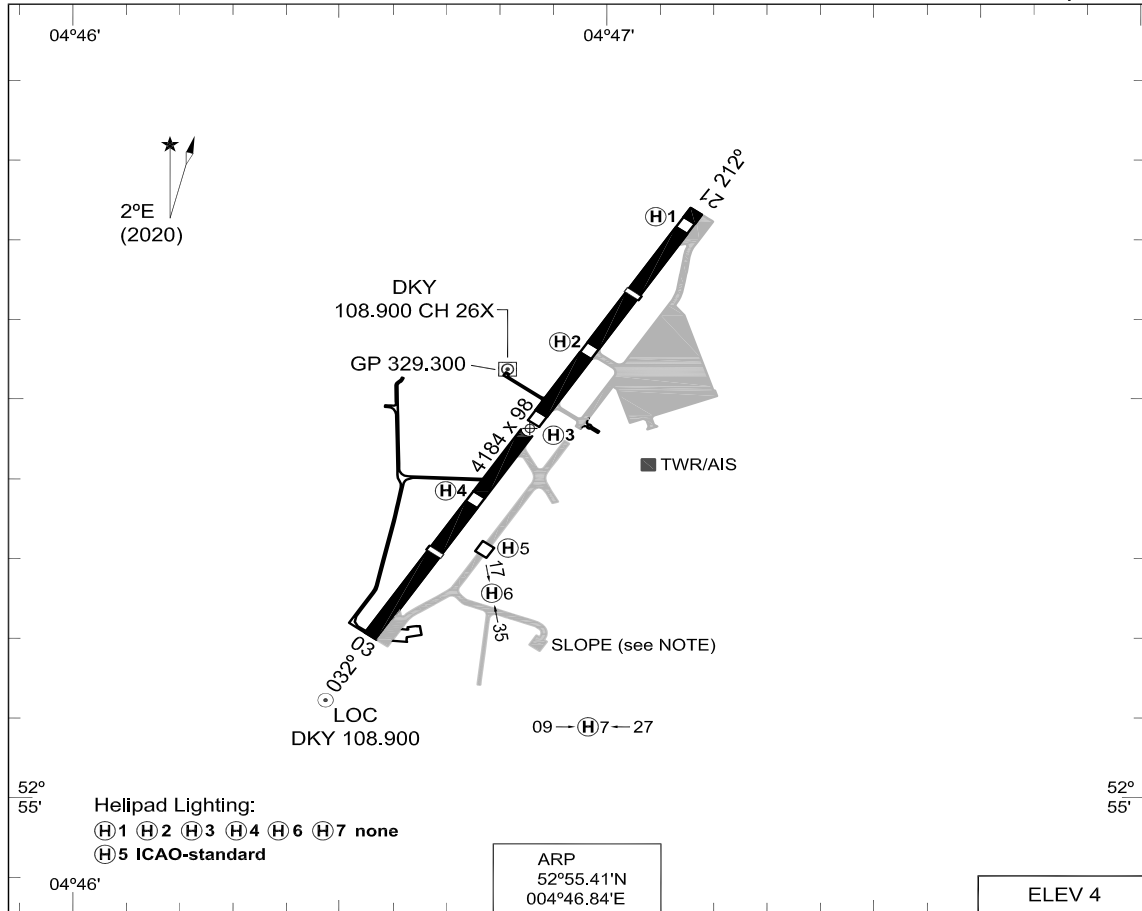 04°46'
04°47'
2°E
(2020)
21 212°
H1
DKY
108.900 CH 26X
H2
GP 329.300
4184 x 98
H3
TWR/AIS
H4
H5
17
H6
35
SLOPE (see NOTE)
03
032°
LOC
DKY 108.900
09 H7 27
52°
55'
52°
55'
Helipad Lighting:
H1 H2 H3 H4 H6 H7 none
H5 ICAO-standard
04°46'
ARP
52°55.41'N
004°46.84'E
ELEV 4